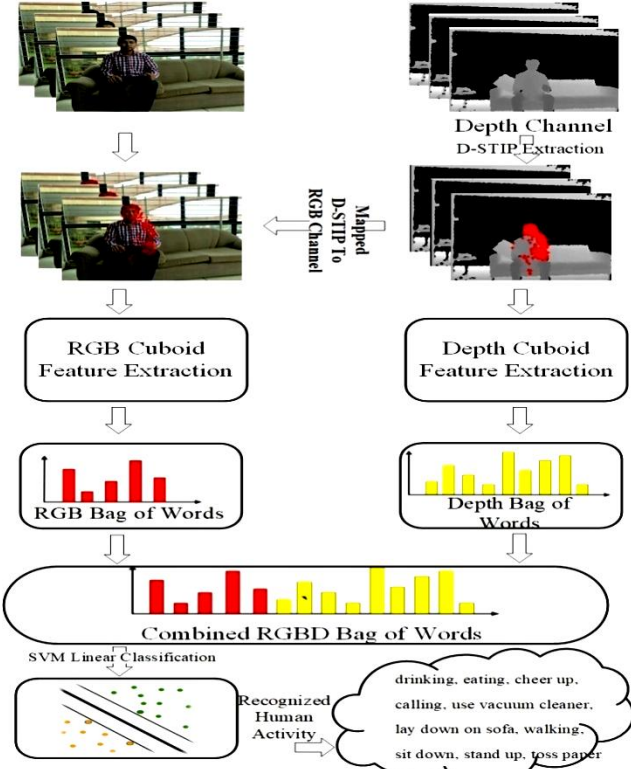 Depth Channel
D-STIP Extraction
Mapped
D-STIP To
RGB Channel
RGB Cuboid
Feature Extraction
Depth Cuboid
Feature Extraction
RGB Bag of Words
Depth Bag of
Words
Combined RGBD Bag of Words
SVM Linear Classification
Recognized
Human
Activity
drinking, eating, cheer up,
calling, use vacuum cleaner,
lay down on sofa, walking,
sit down, stand up, toss paper